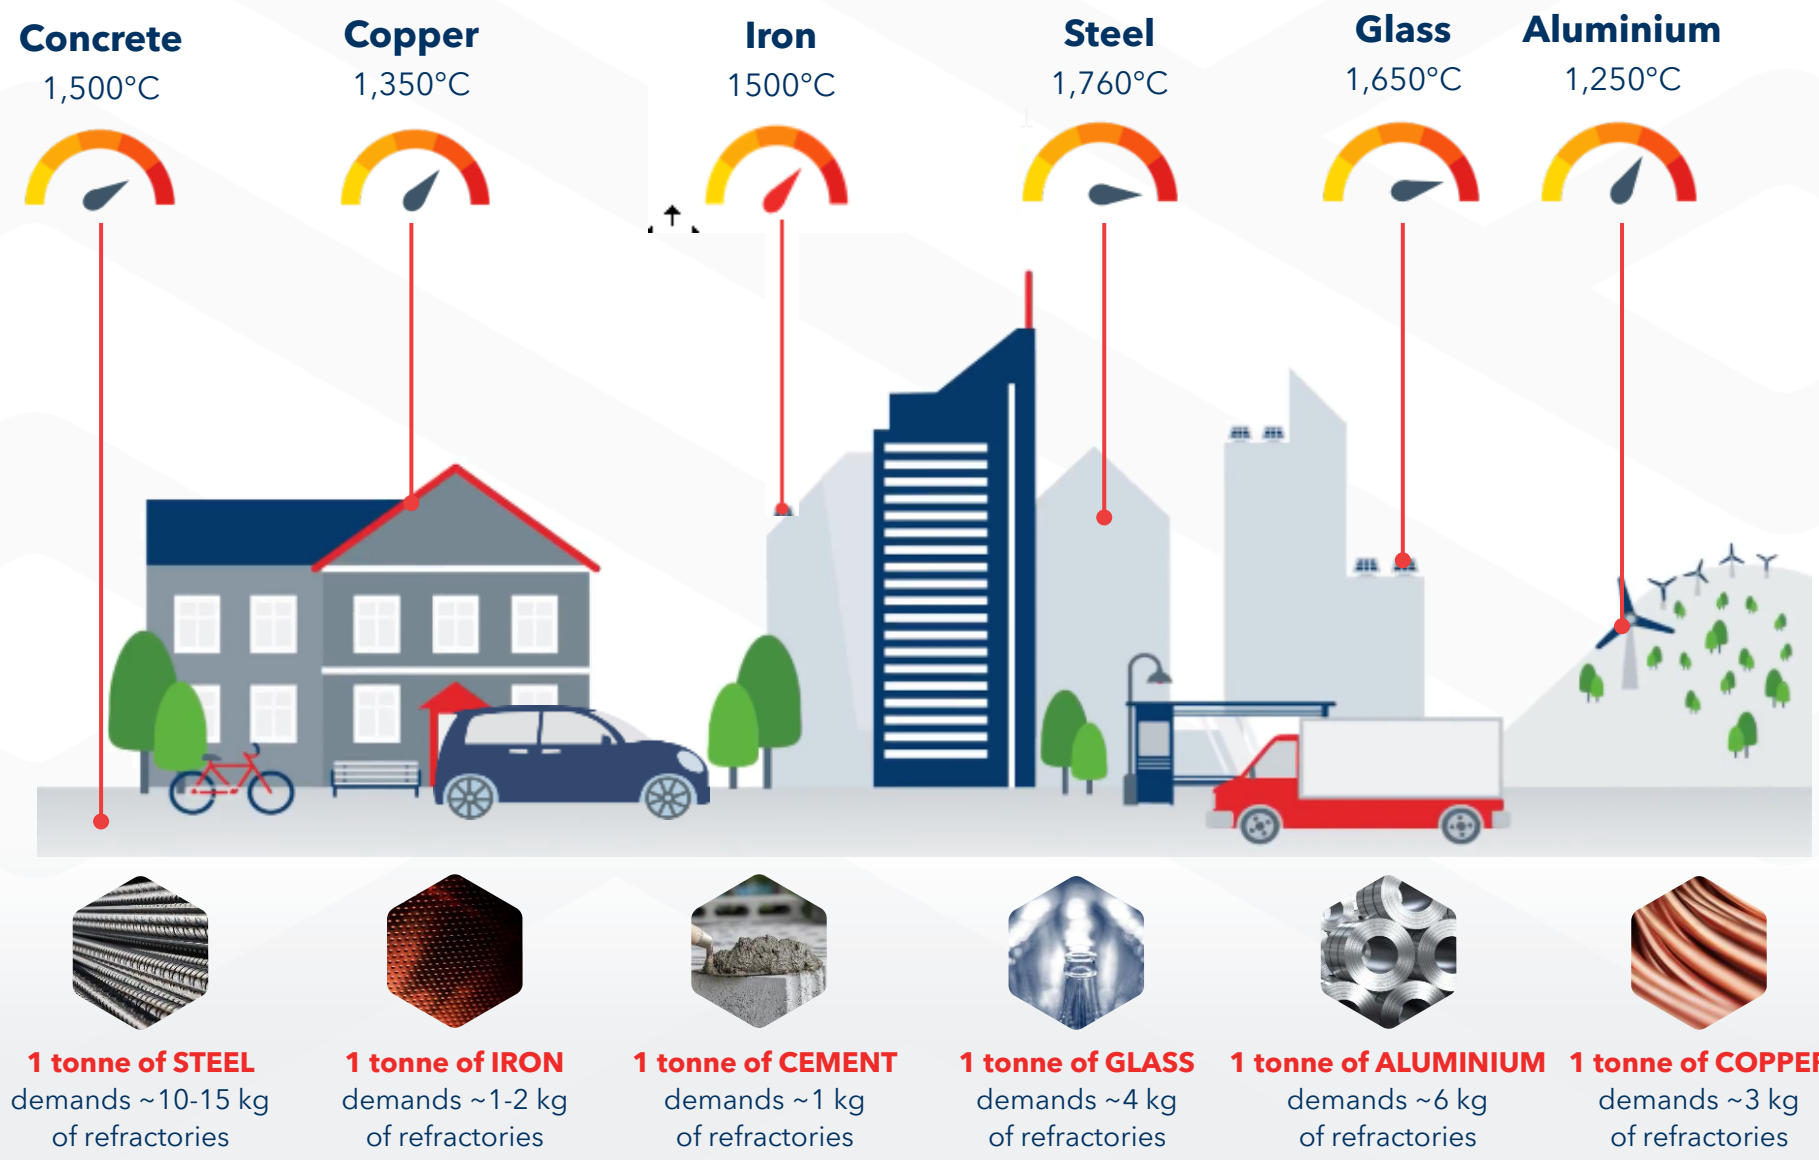 Concrete
1,500°C
Copper
1,350°C
Iron
1500°C
Steel
1,760°C
Glass
1,650°C
Aluminium
1,250°C
1 tonne of STEEL
demands ~10-15 kg
of refractories
1 tonne of IRON
demands ~1-2 kg
of refractories
1 tonne of CEMENT
demands ~1 kg
of refractories
1 tonne of GLASS
demands ~4 kg
of refractories
1 tonne of ALUMINIUM
demands ~6 kg
of refractories
1 tonne of COPPER
demands ~3 kg
of refractories